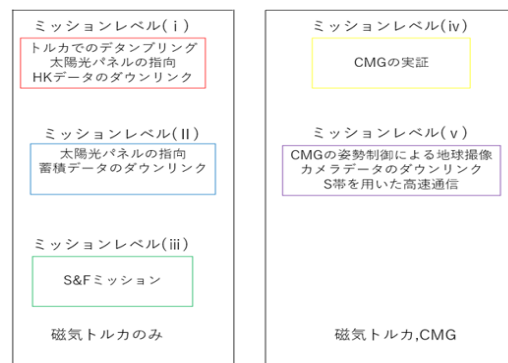 ミッションレベル(ⅰ)
トルカでのデタンブリング
太陽光パネルの指向
HKデータのダウンリンク
ミッションレベル(Ⅱ)
太陽光パネルの指向
蓄積データのダウンリンク
ミッションレベル(ⅲ)
S&Fミッション
磁気トルカのみ
ミッションレベル(ⅳ)
CMGの実証
ミッションレベル(ⅴ)
CMGの姿勢制御による地球撮像
カメラデータのダウンリンク
S帯を用いた高速通信
磁気トルカ,CMG